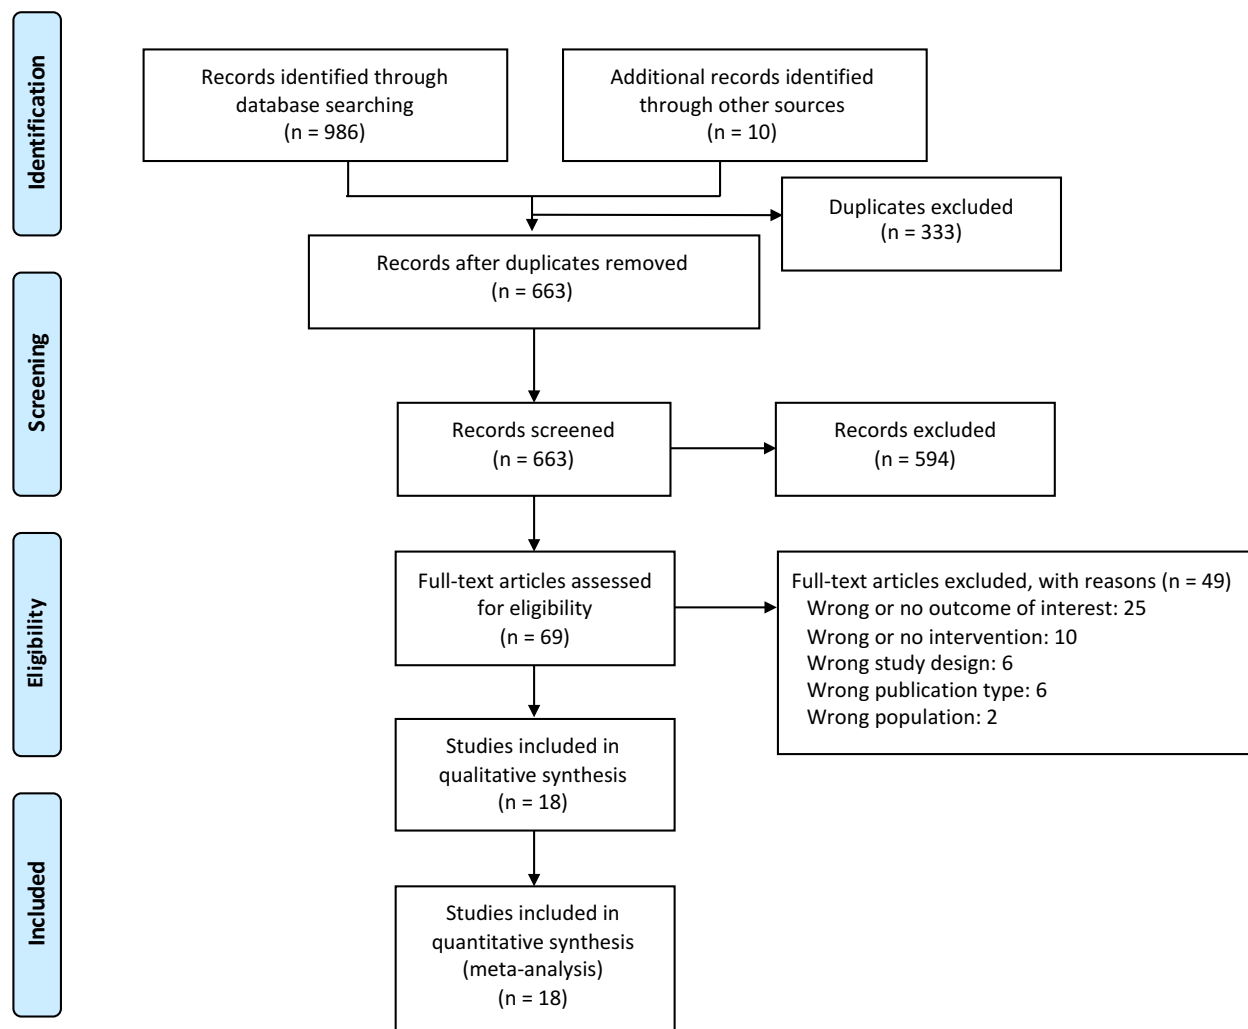 Identification
Records identified through
database searching
(n = 986)
Additional records identified
through other sources
(n = 10)
Duplicates excluded
(n = 333)
Records after duplicates removed
(n = 663)
Screening
Records screened
(n = 663)
Records excluded
(n = 594)
Eligibility
Full-text articles assessed
for eligibility
(n = 69)
Full-text articles excluded, with reasons (n = 49)
Wrong or no outcome of interest: 25
Wrong or no intervention: 10
Wrong study design: 6
Wrong publication type: 6
Wrong population: 2
Studies included in
qualitative synthesis
(n = 18)
Included
Studies included in
quantitative synthesis
(meta-analysis)
(n = 18)